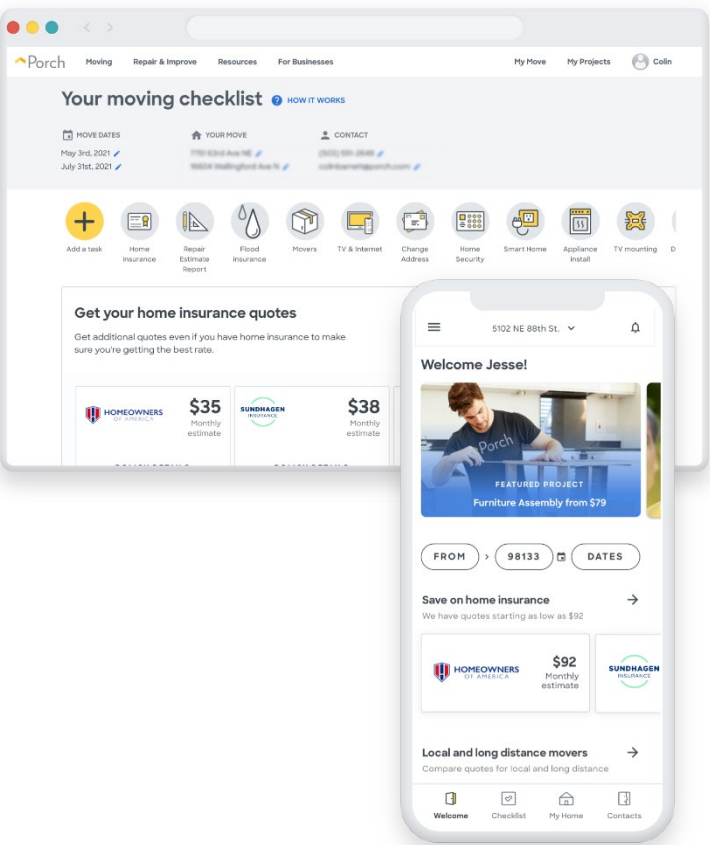 Porch
Moving Repair & Improve Resources For Businesses My Move My Projects Colin
Your moving checklist ? HOW IT WORKS
MOVE DATES YOUR MOVE CONTACT
May 3rd, 2021
July 31st, 2021
Add a task
Home
insurance
Repair
Estimate
Report
Flood
insurance
Movers
TV & Internet
Change
Address
Home
Security
Smart Home
Appliance
install
TV mounting
D
Get your home insurance quotes
Get additional quotes even if you have home insurance to make
sure you're getting the best rate.
HOMEOWNERS
OF AMERICA
$35
Monthly
estimate
SUNDHAGEN
INSURANCE
$38
Monthly
estimate
5102 NE 88th St.
Welcome Jesse!
Porch
FEATURED PROJECT
Furniture Assembly from $79
FROM > 98133 DATES
Save on home insurance
We have quotes starting as low as $92
HOMEOWNERS
OF AMERICA
$92
Monthly
estimate
SUNDHAGEN
INSURANCE
Local and long distance movers
Compare quotes for local and long distance
Welcome Checklist My Home Contacts